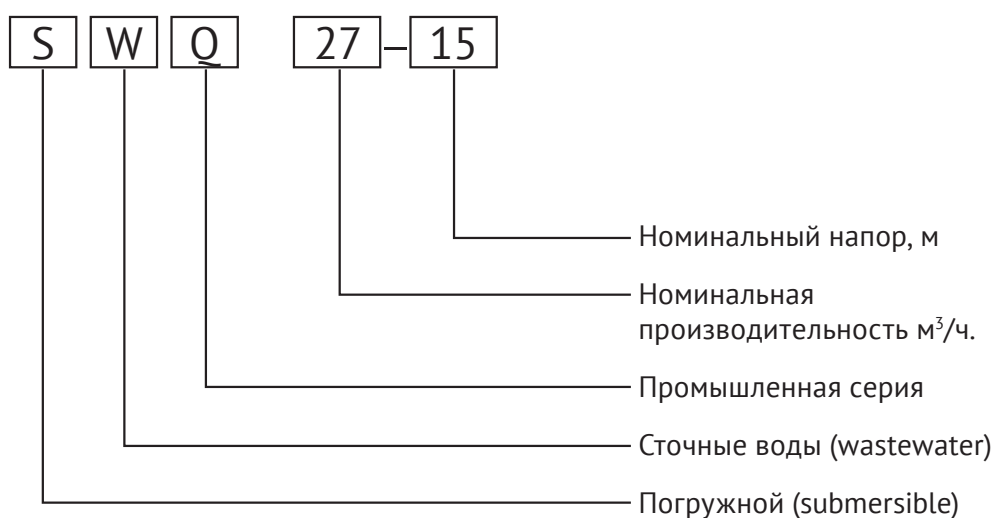 S W Q 27–15
Номинальный напор, м
Номинальная
производительность м³/ч.
Промышленная серия
Сточные воды (wastewater)
Погружной (submersible)